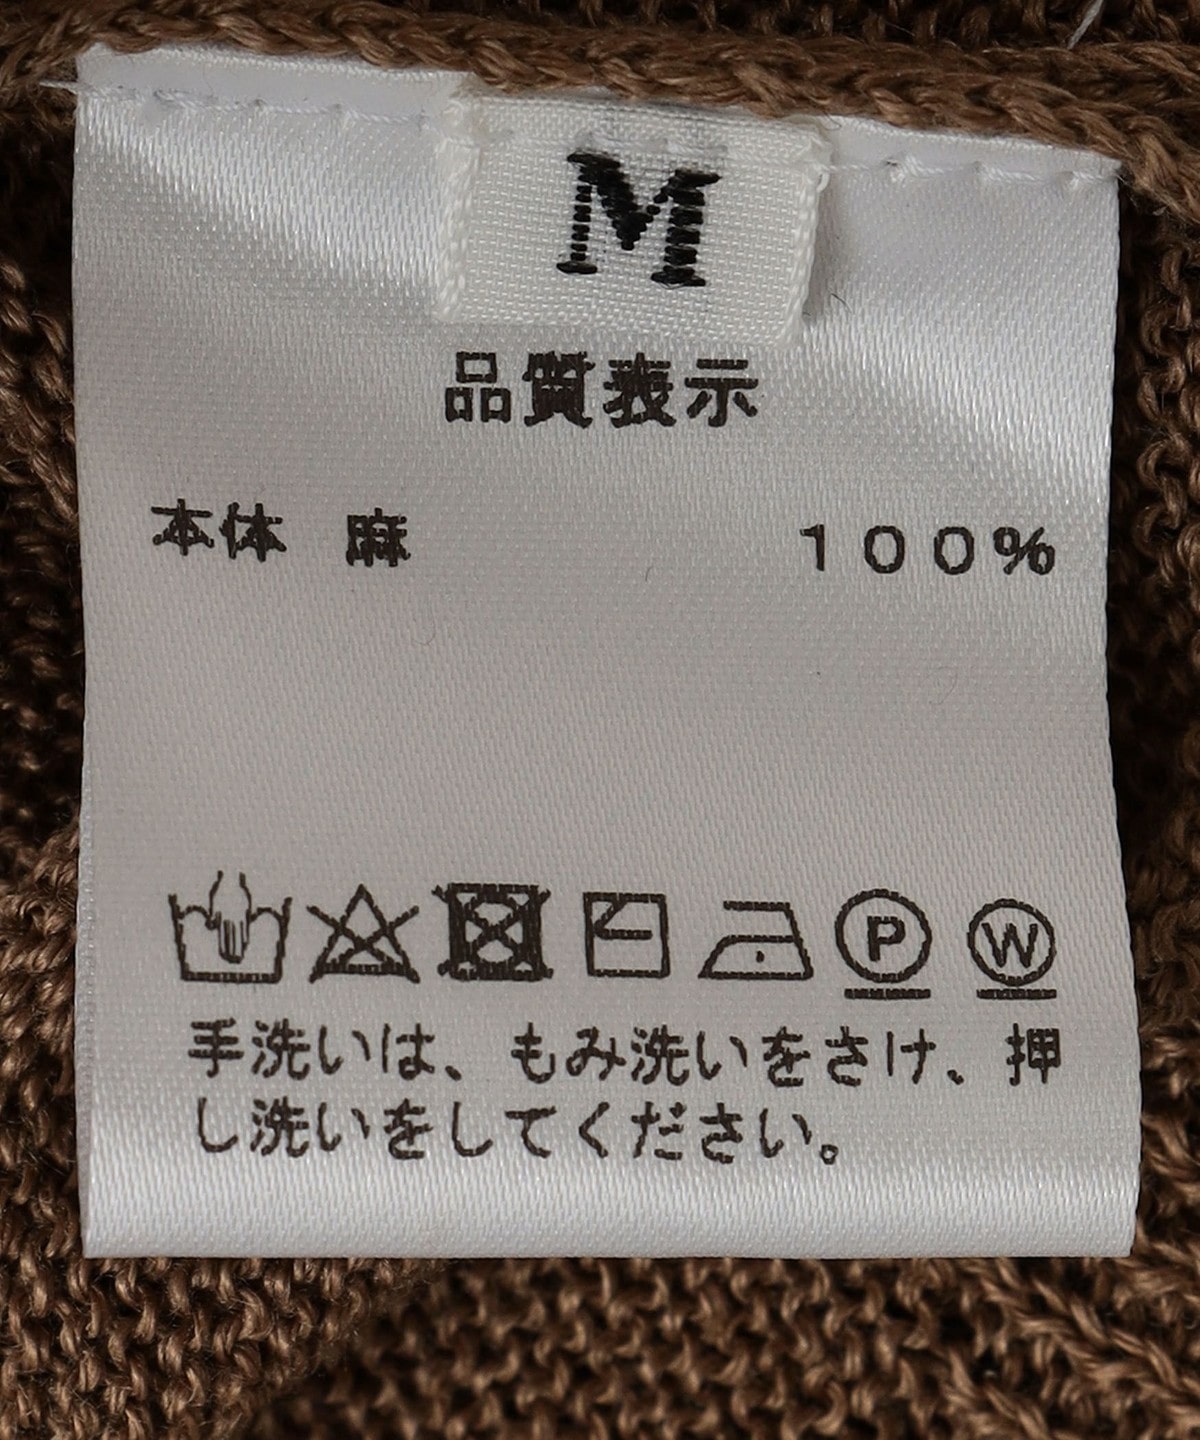 M
品質表示
本体 麻 100%
P W
手洗いは、もみ洗いをさけ、押
し洗いをしてください。